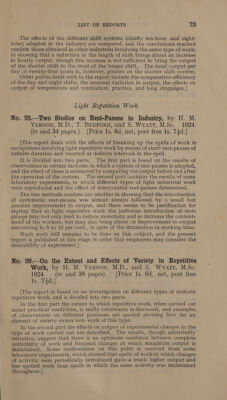 LIST OF REPORTS 73
The effects of the different shift systems (chiefly ten-hour and eight-
hour) adopted in the industry are compared, and the conclusions reached
confirm those obtained in other industries involving the same type of work,
in showing that a reduction in the length of shift brings about an increase
in hourly output, though this increase is not sufficient to bring the output
of the shorter shift to the level of the longer shift. The total output per
day of twenty-four hours is, however, greater on the shorter shift system.
Other points dealt with in the report include the comparative efficiency
of the day and night shifts, the seasonal variation in output, the effects on
output of temperature and ventilation, practice, and long stoppages.]
Light Repetition Work.
No. 25.—Two Studies on Rest-Pauses in Industry, by H. M.
VERNON, M.D., T. BEDFORD, and S. WYATT, M.Sc. 1924.
(iv and 34 pages.) [Price 1s. 6d. net, post free 1s. 7½d.]
[The report deals with the effects of breaking up the spells of work in
occupations involving light repetitive work by means of short rest-pauses of
definite duration and inserted at definite intervals in the spell.
It is divided into two parts. The first part is based on the results of
observations in certain factories in which a system of rest-pauses is adopted,
and the effect of these is estimated by comparing the output before and after
the operation of the system. The second part contains the results of some
laboratory experiments, in which different types of light industrial work
were reproduced and the effect of interpolated rest-pauses determined.
The two methods confirm one another in showing that the introduction
of systematic rest-pauses was almost always followed by a small but
genuine improvement in output, and there seems to be justification for
stating that in light repetitive work the judicious introduction of rest-
pauses may not only tend to reduce monotony and so increase the content-
ment of the workers, but may also bring about an improvement in output
amounting to 5 to 10 per cent., in spite of the diminution in working time.
Much work still remains to be done on this subject, and the present
report is published at this stage in order that employers may consider the
desirability of experiment.]
No. 26.—On the Extent and Effects of Variety in Repetitive
Work, by H. M. VERNON, M.D., and S. WYATT, M.Sc.
1924. (iv and 38 pages). [Price 1s. 6d. net, post free
1s. 7½d.]
[The report is based on an investigation on different types of uniform
repetitive work, and is divided into two parts.
In the first part the extent to which repetitive work, when carried out
under practical conditions, is really continuous is discussed, and examples
of observations on different processes are quoted showing how far an
element of variety enters into work of this type.
In the second part the effects on output of experimental changes in the
type of work carried out are described. The results, though admittedly
tentative, suggest that there is an optimum condition between complete
uniformity of work and frequent changes at which maximum output is
maintained. Some confirmation on this point is received from some
laboratory experiments, which showed that spells of work in which changes
of activity were periodically introduced gave a much higher output and
less spoiled work than spells in which the same activity was maintained
throughout.]